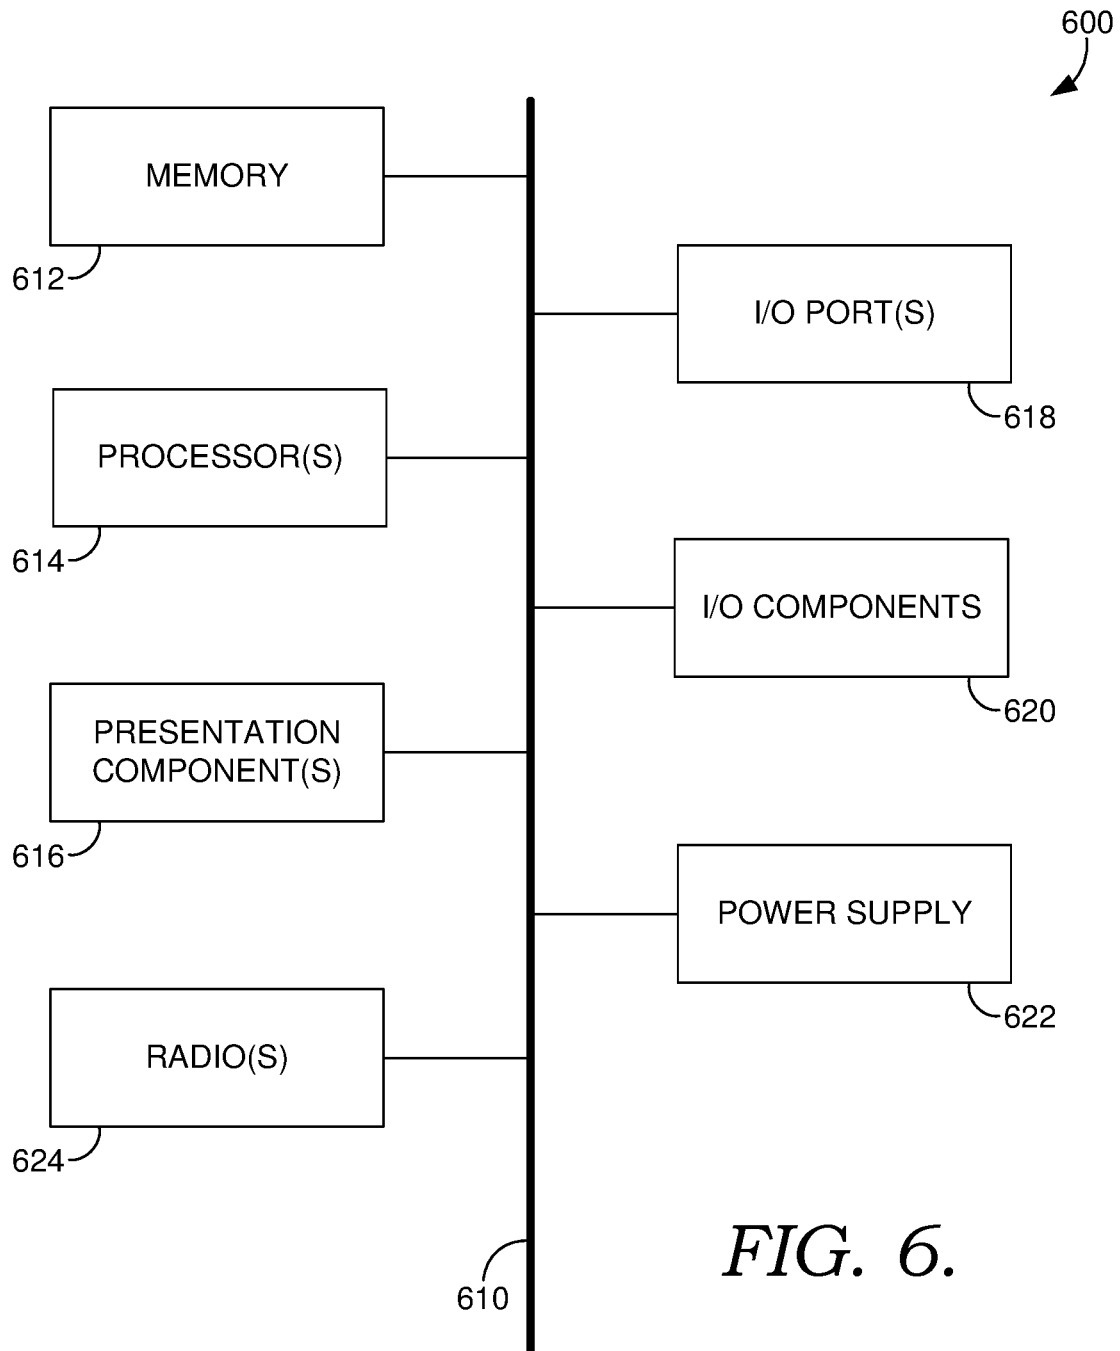 600
MEMORY
612
I/O PORT(S)
618
PROCESSOR(S)
614
I/O COMPONENTS
620
PRESENTATION
COMPONENT(S)
616
POWER SUPPLY
622
RADIO(S)
624
610
FIG. 6.